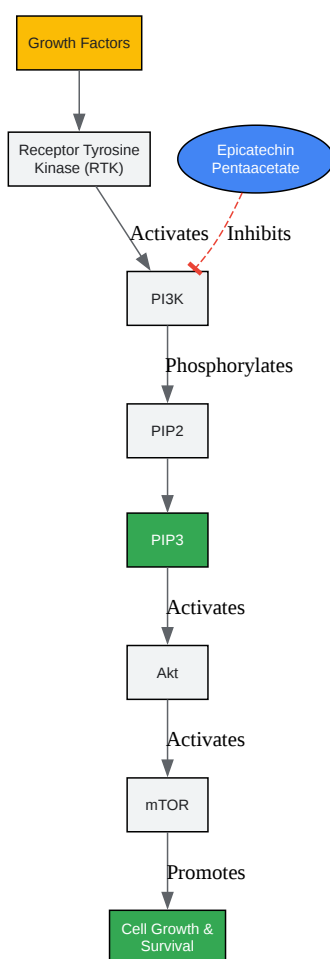 Growth Factors
Receptor Tyrosine
Kinase (RTK)
Epicatechin
Pentaacetate
Activates
Inhibits
PI3K
Phosphorylates
PIP2
PIP3
Activates
Akt
Activates
mTOR
Promotes
Cell Growth &
Survival